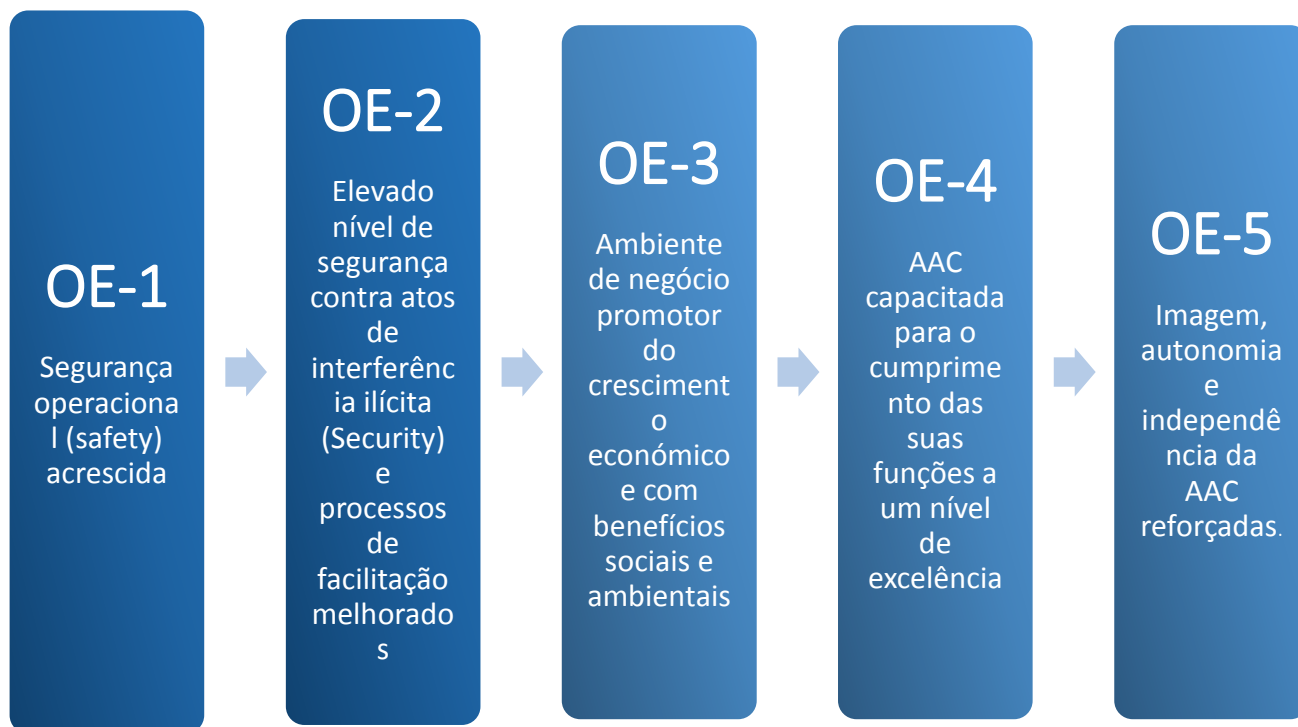 OE-1
Segurança
operaciona
l (safety)
acrescida
OE-2
Elevado
nível de
segurança
contra atos
de
interferênc
ia ilícita
(Security)
e
processos
de
facilitação
melhorado
s
OE-3
Ambiente
de negócio
promotor
do
cresciment
o
económico
e com
benefícios
sociais e
ambientais
OE-4
AAC
capacitada
para o
cumprime
nto das
suas
funções a
um nível
de
excelência
OE-5
Imagem,
autonomia
e
independê
ncia da
AAC
reforçadas.